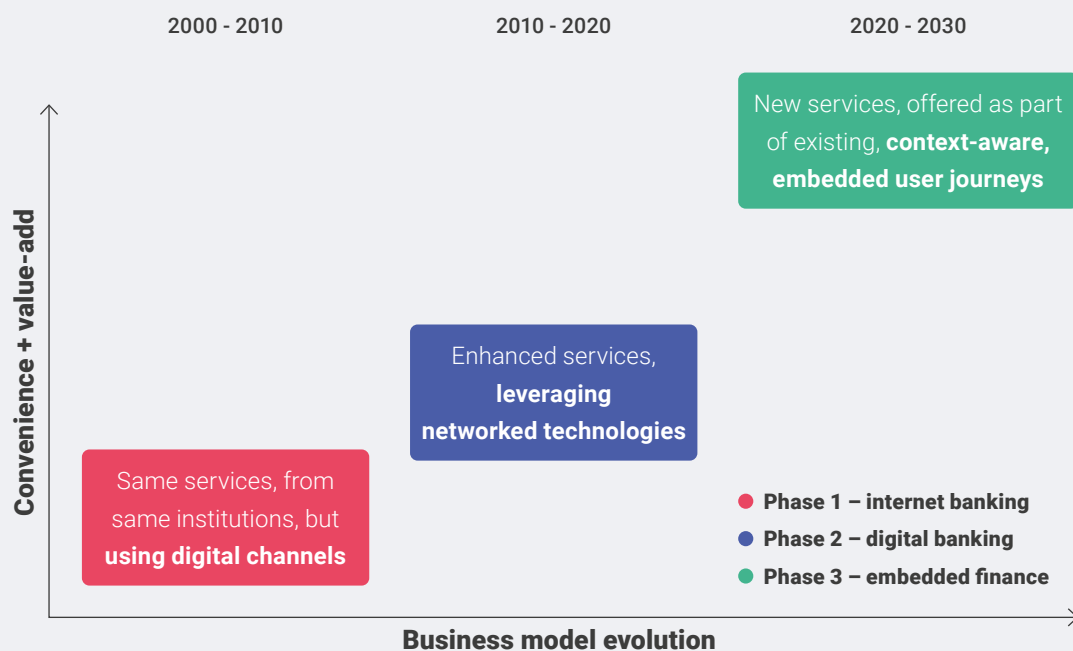 2000 - 2010
2010 - 2020
2020 - 2030
New services, offered as part
of existing, context-aware,
embedded user journeys
Convenience + value-add
Enhanced services,
leveraging
networked technologies
Same services, from
same institutions, but
using digital channels
Phase 1 – internet banking
Phase 2 – digital banking
Phase 3 – embedded finance
Business model evolution